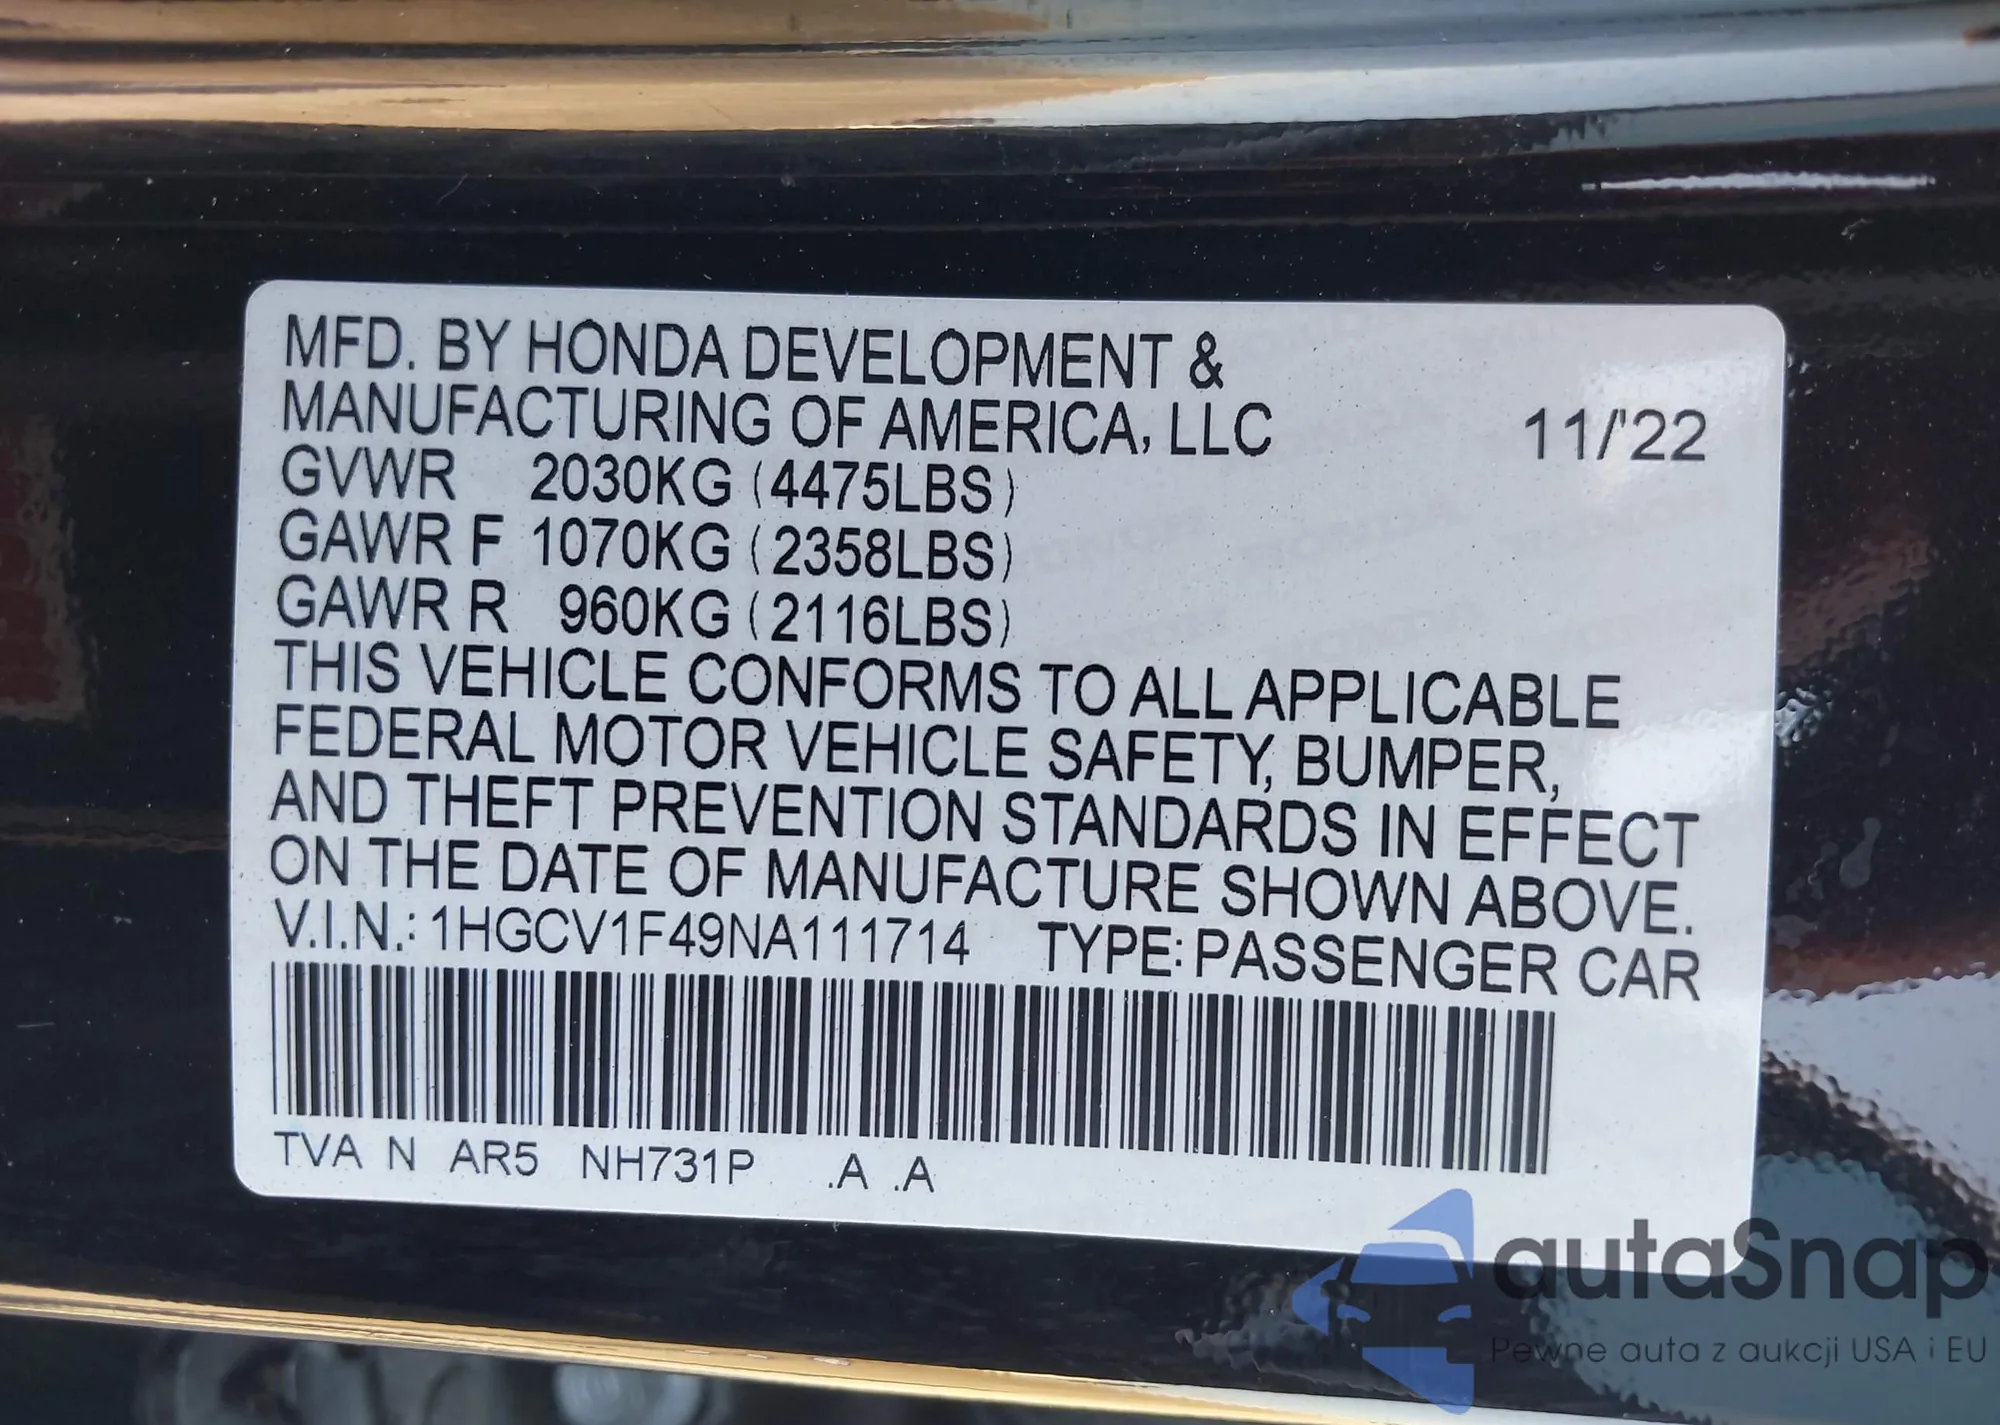 MFD. BY HONDA DEVELOPMENT &
MANUFACTURING OF AMERICA, LLC 11/'22
GVWR 2030KG (4475LBS)
GAWR F 1070KG (2358LBS)
GAWR R 960KG (2116LBS)
THIS VEHICLE CONFORMS TO ALL APPLICABLE
FEDERAL MOTOR VEHICLE SAFETY, BUMPER,
AND THEFT PREVENTION STANDARDS IN EFFECT
ON THE DATE OF MANUFACTURE SHOWN ABOVE.
V.I.N.: 1HGCV1F49NA111714 TYPE: PASSENGER CAR
TVA N AR5 NH731P .A .A
autaSnap
Pewne auta z aukcji USA i EU